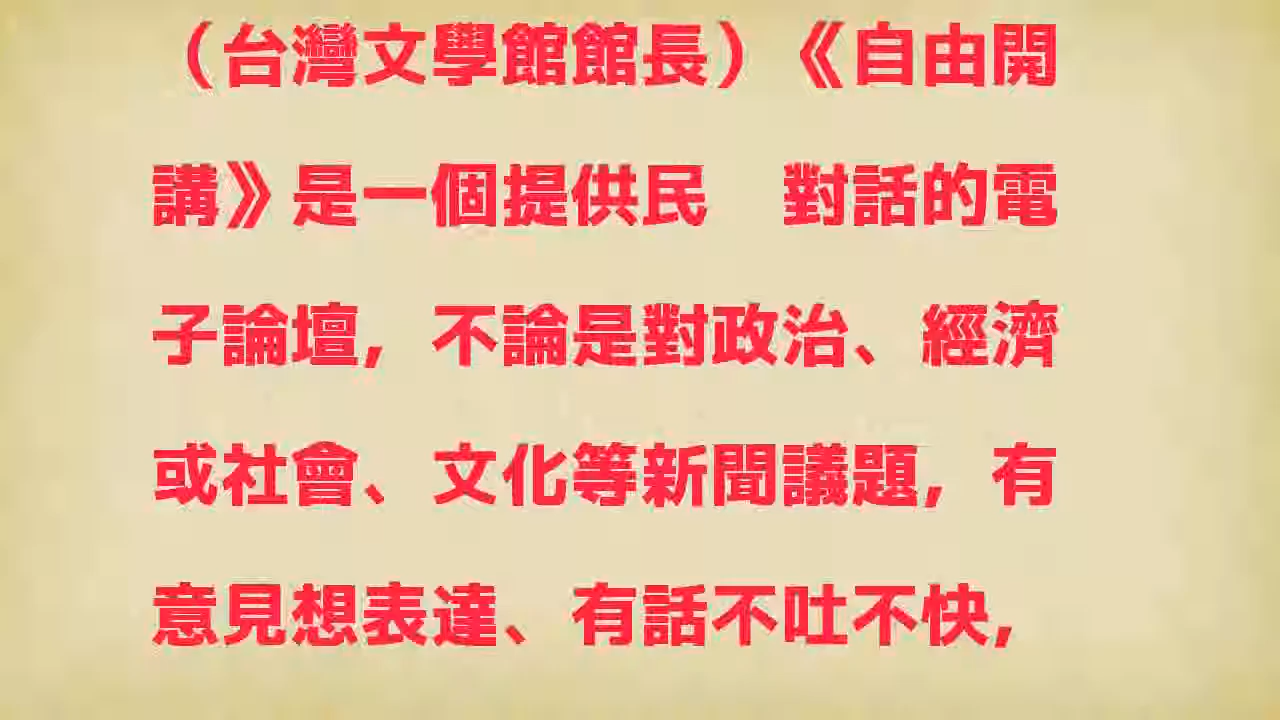 （台灣文學館館長）《自由開
講》是一個提供民　對話的電
子論壇，不論是對政治、經濟
或社會、文化等新聞議題，有
意見想表達、有話不吐不快，